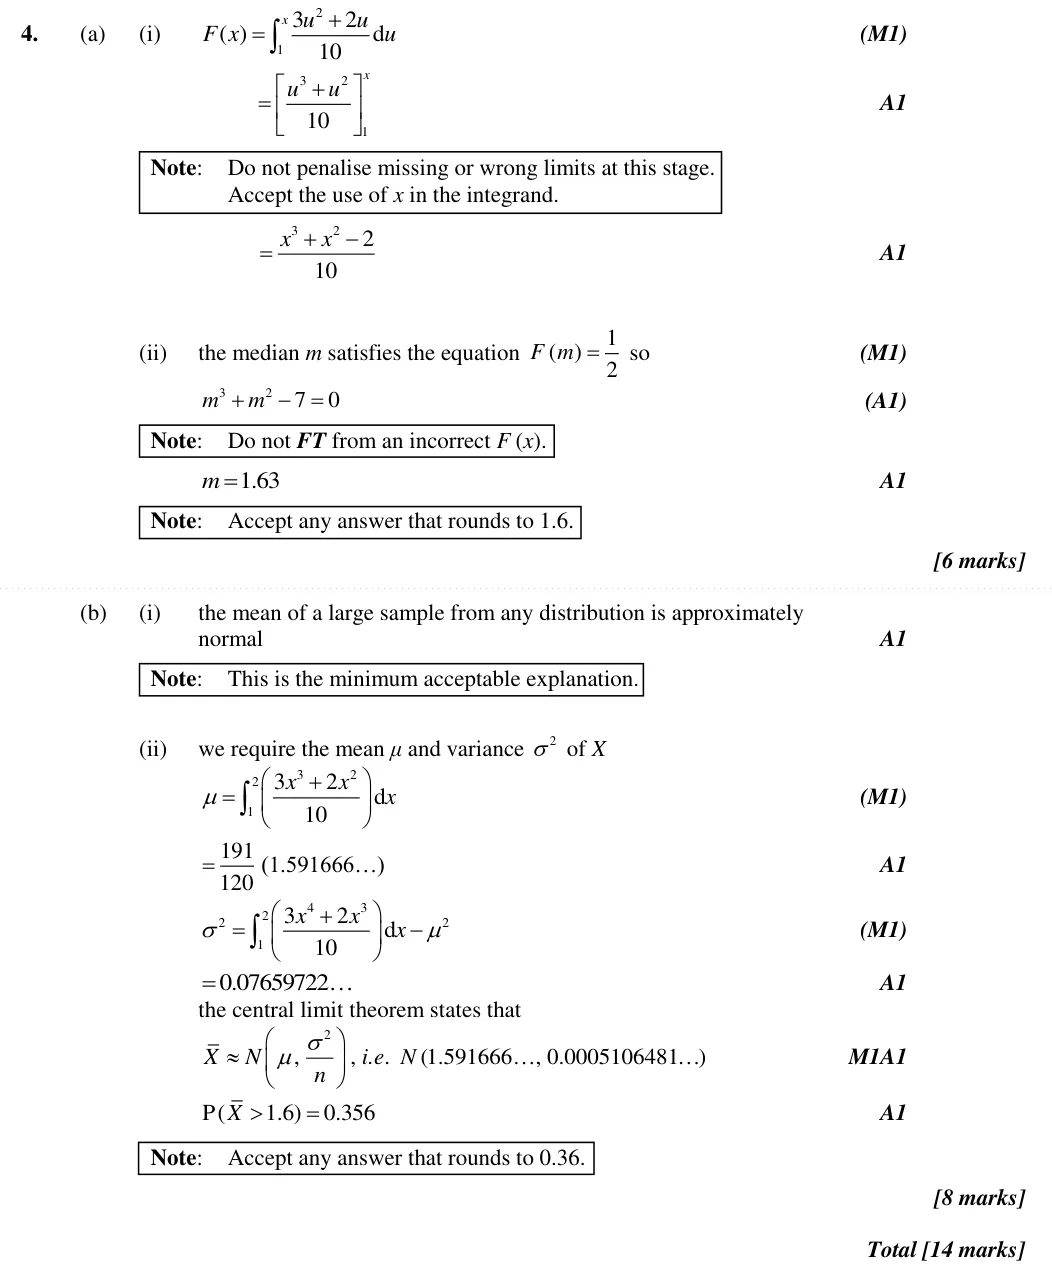 4. (a) (i) F(x) = ∫₁ˣ (3u² + 2u)/10 du (M1)
= [(u³ + u²)/10]₁ˣ A1
Note: Do not penalise missing or wrong limits at this stage.
Accept the use of x in the integrand.
= (x³ + x² − 2)/10 A1
(ii) the median m satisfies the equation F(m) = 1/2 so (M1)
m³ + m² − 7 = 0 (A1)
Note: Do not FT from an incorrect F(x).
m = 1.63 A1
Note: Accept any answer that rounds to 1.6.
[6 marks]
(b) (i) the mean of a large sample from any distribution is approximately
normal A1
Note: This is the minimum acceptable explanation.
(ii) we require the mean μ and variance σ² of X
μ = ∫₁² ((3x³ + 2x²)/10) dx (M1)
= 191/120 (1.591666…) A1
σ² = ∫₁² ((3x⁴ + 2x³)/10) dx − μ² (M1)
= 0.07659722… A1
the central limit theorem states that
X̄ ≈ N(μ, σ²/n), i.e. N(1.591666…, 0.0005106481…) M1A1
P(X̄ > 1.6) = 0.356 A1
Note: Accept any answer that rounds to 0.36.
[8 marks]
Total [14 marks]